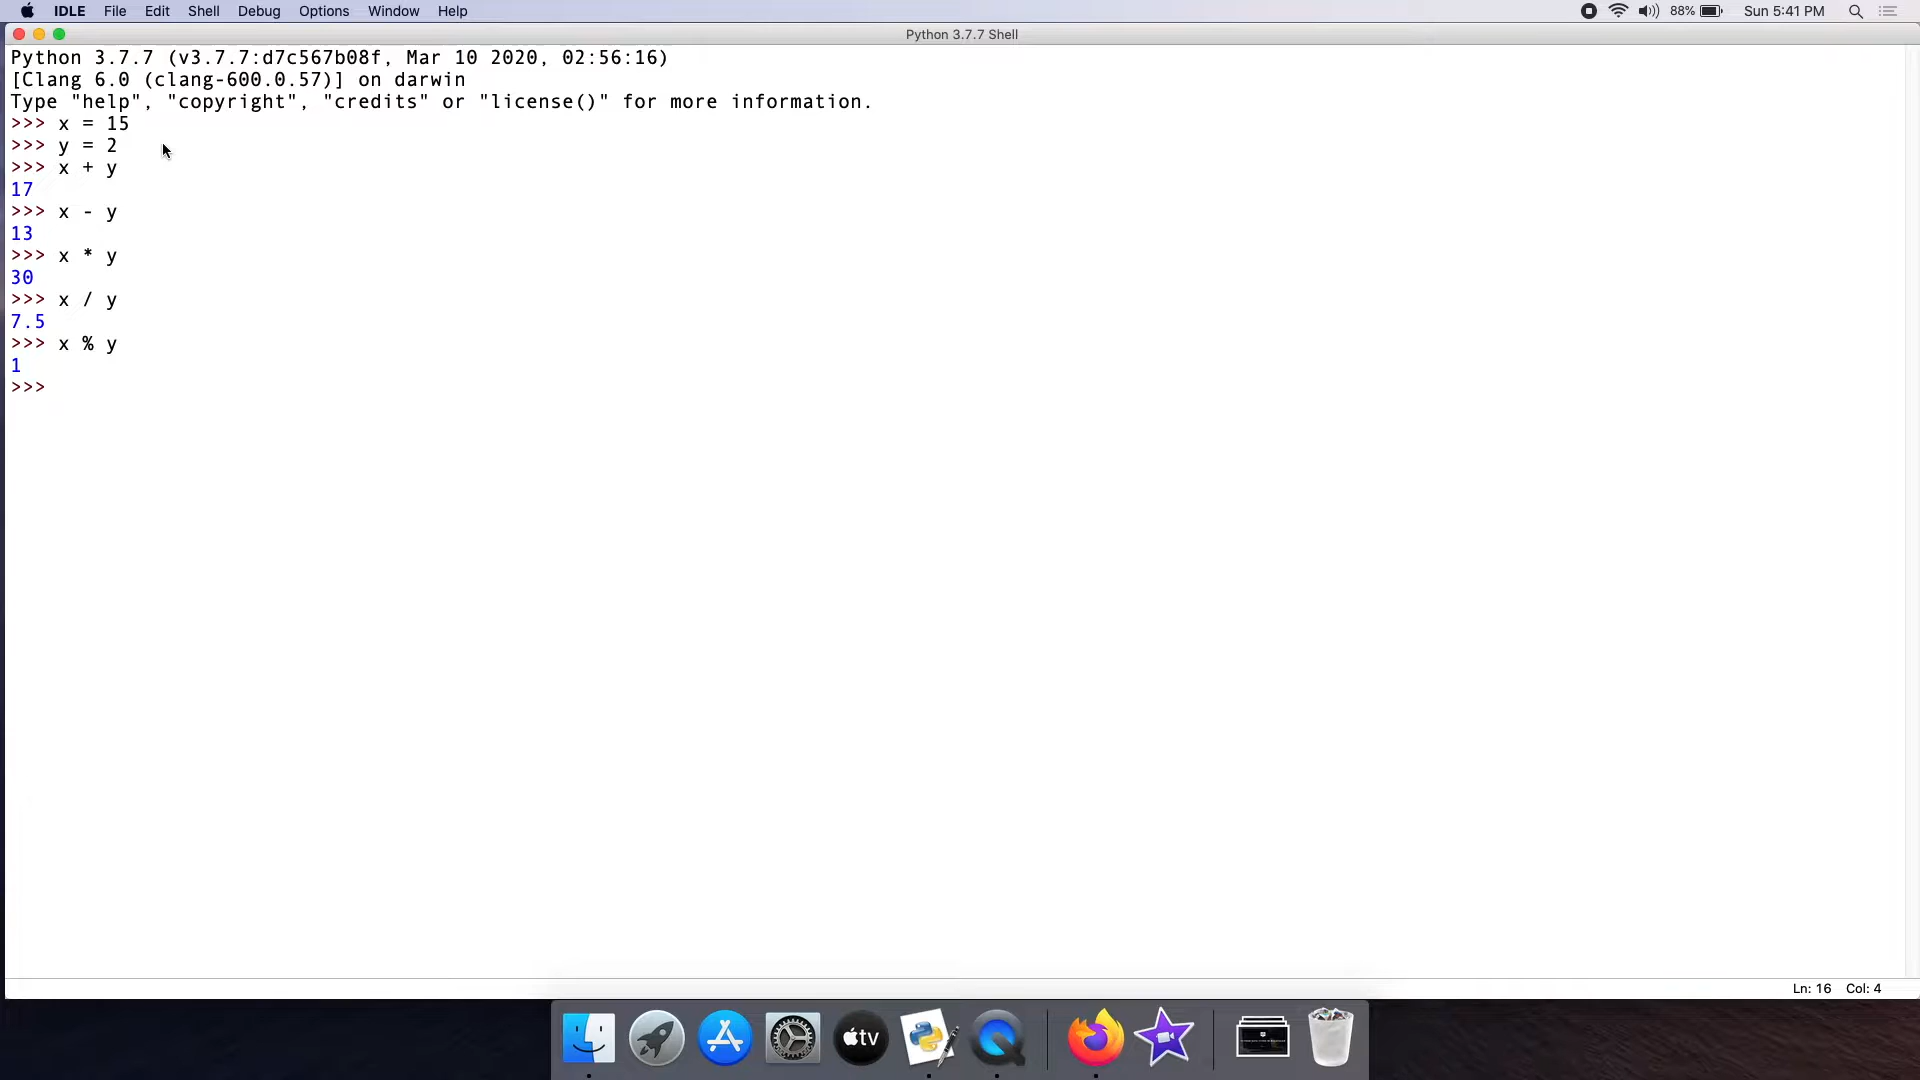 IDLE File Edit Shell Debug Options Window Help 88% Sun 5:41 PM
Python 3.7.7 Shell
Python 3.7.7 (v3.7.7:d7c567b08f, Mar 10 2020, 02:56:16)
[Clang 6.0 (clang-600.0.57)] on darwin
Type "help", "copyright", "credits" or "license()" for more information.
>>> x = 15
>>> y = 2
>>> x + y
17
>>> x - y
13
>>> x * y
30
>>> x / y
7.5
>>> x % y
1
>>>
Ln: 16 Col: 4
tv